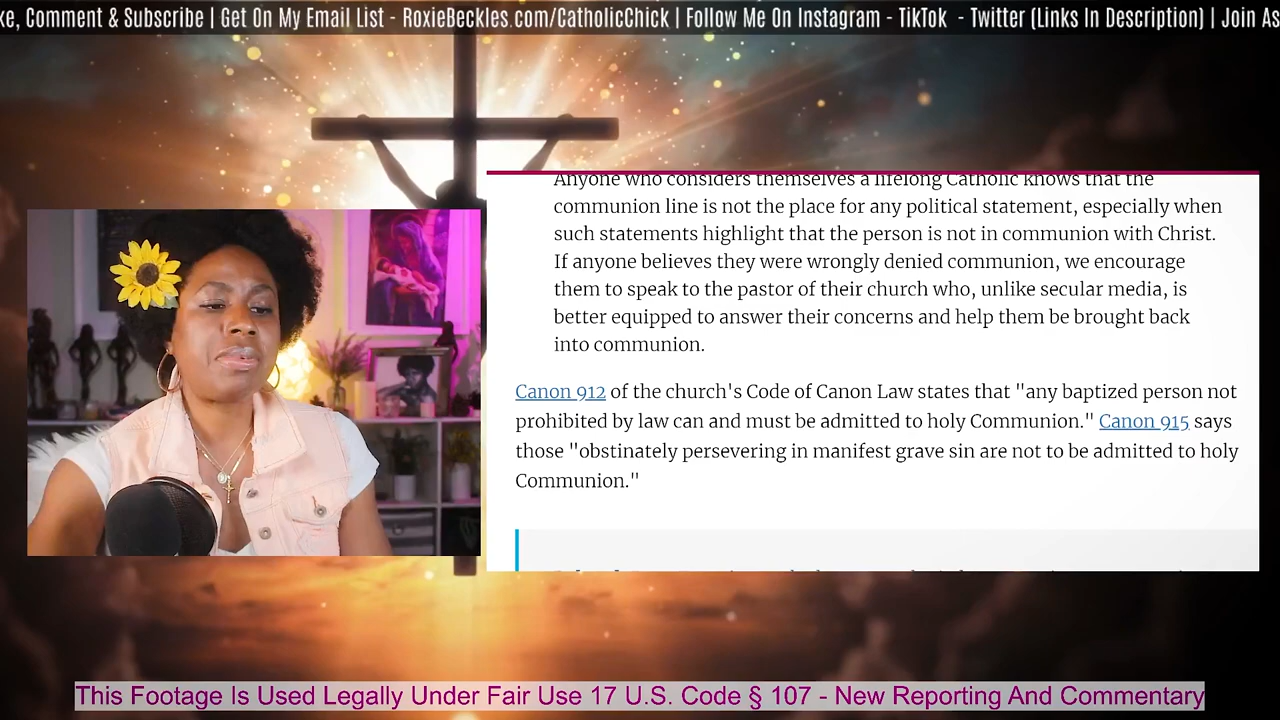 ke, Comment & Subscribe | Get On My Email List - RoxieBeckles.com/CatholicChick | Follow Me On Instagram - TikTok - Twitter (Links In Description) | Join As
Anyone who considers themselves a lifelong Catholic knows that the
communion line is not the place for any political statement, especially when
such statements highlight that the person is not in communion with Christ.
If anyone believes they were wrongly denied communion, we encourage
them to speak to the pastor of their church who, unlike secular media, is
better equipped to answer their concerns and help them be brought back
into communion.
Canon 912 of the church's Code of Canon Law states that "any baptized person not
prohibited by law can and must be admitted to holy Communion." Canon 915 says
those "obstinately persevering in manifest grave sin are not to be admitted to holy
Communion."
This Footage Is Used Legally Under Fair Use 17 U.S. Code § 107 - New Reporting And Commentary